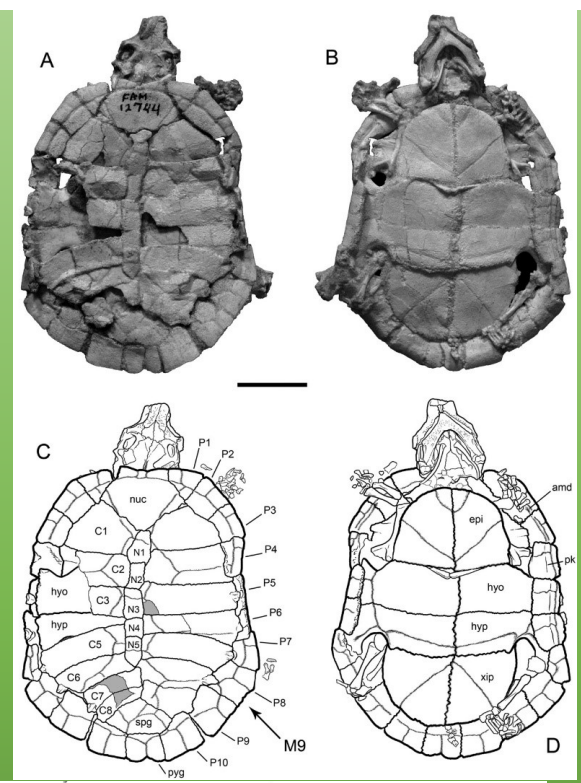 A
B
FAM
12744
C
P1
P2
nuc
P3
amd
C1
epi
N1
P4
C2
pk
N2
P5
hyo
C3
hyo
N3
P6
hyp
N4
hyp
P7
C5
N5
C6
xip
C7
P8
C8
spg
P9
M9
P10
D
pyg